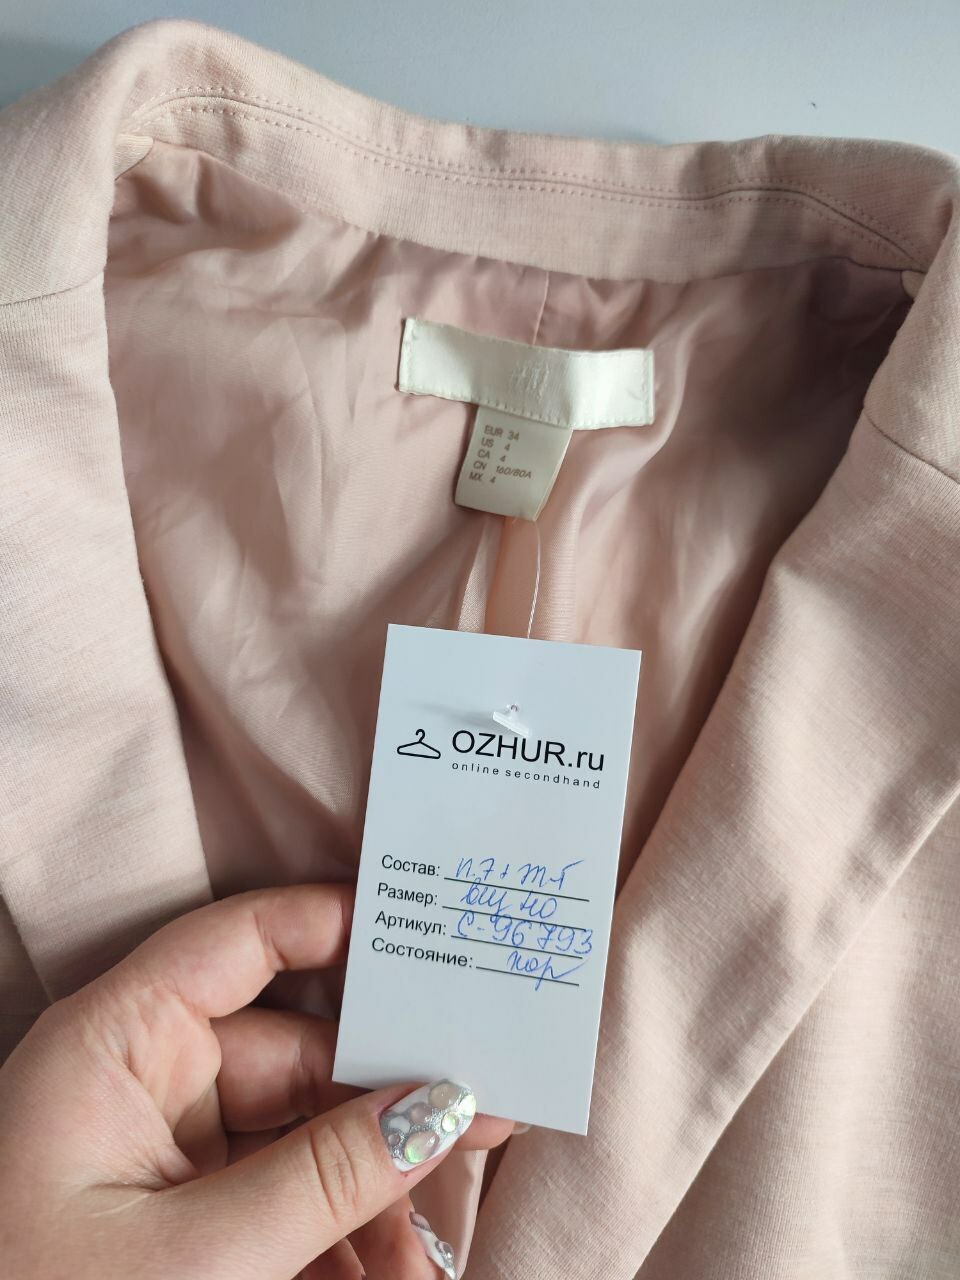 EUR 34
US 4
CA 4
CN 160/80A
MX 4
OZHUR.ru
online secondhand
Состав:
Размер: 40
Артикул: С-96793
Состояние: хор